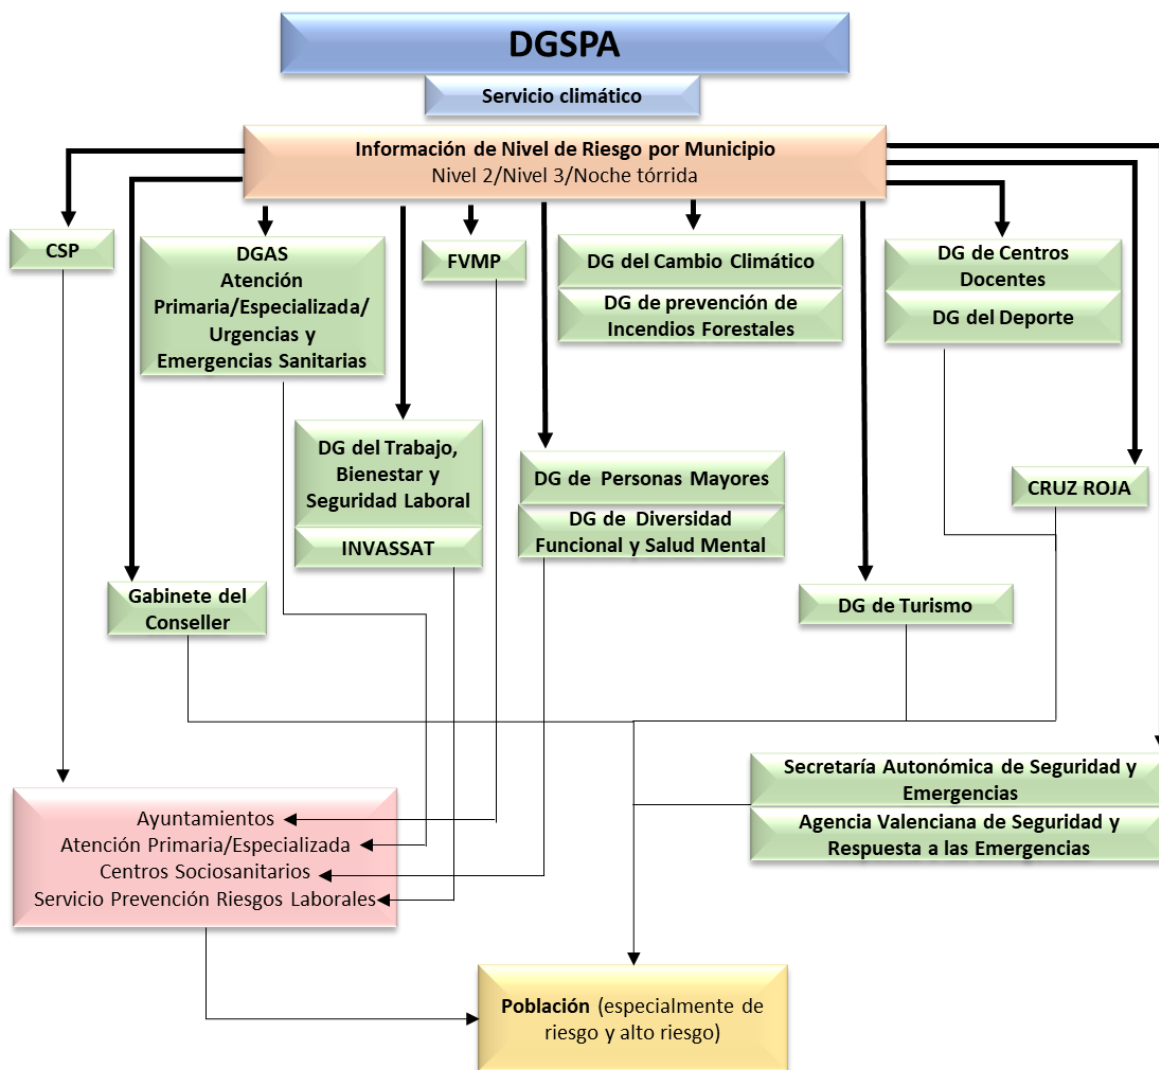 DGSPA
Servicio climático
Información de Nivel de Riesgo por Municipio
Nivel 2/Nivel 3/Noche tórrida
CSP
DGAS
Atención
Primaria/Especializada/
Urgencias y
Emergencias Sanitarias
FVMP
DG del Cambio Climático
DG de prevención de
Incendios Forestales
DG de Centros
Docentes
DG del Deporte
DG del Trabajo,
Bienestar y
Seguridad Laboral
INVASSAT
DG de Personas Mayores
DG de Diversidad
Funcional y Salud Mental
CRUZ ROJA
Gabinete del
Conseller
DG de Turismo
Secretaría Autonómica de Seguridad y
Emergencias
Agencia Valenciana de Seguridad y
Respuesta a las Emergencias
Ayuntamientos
Atención Primaria/Especializada
Centros Sociosanitarios
Servicio Prevención Riesgos Laborales
Población (especialmente de
riesgo y alto riesgo)